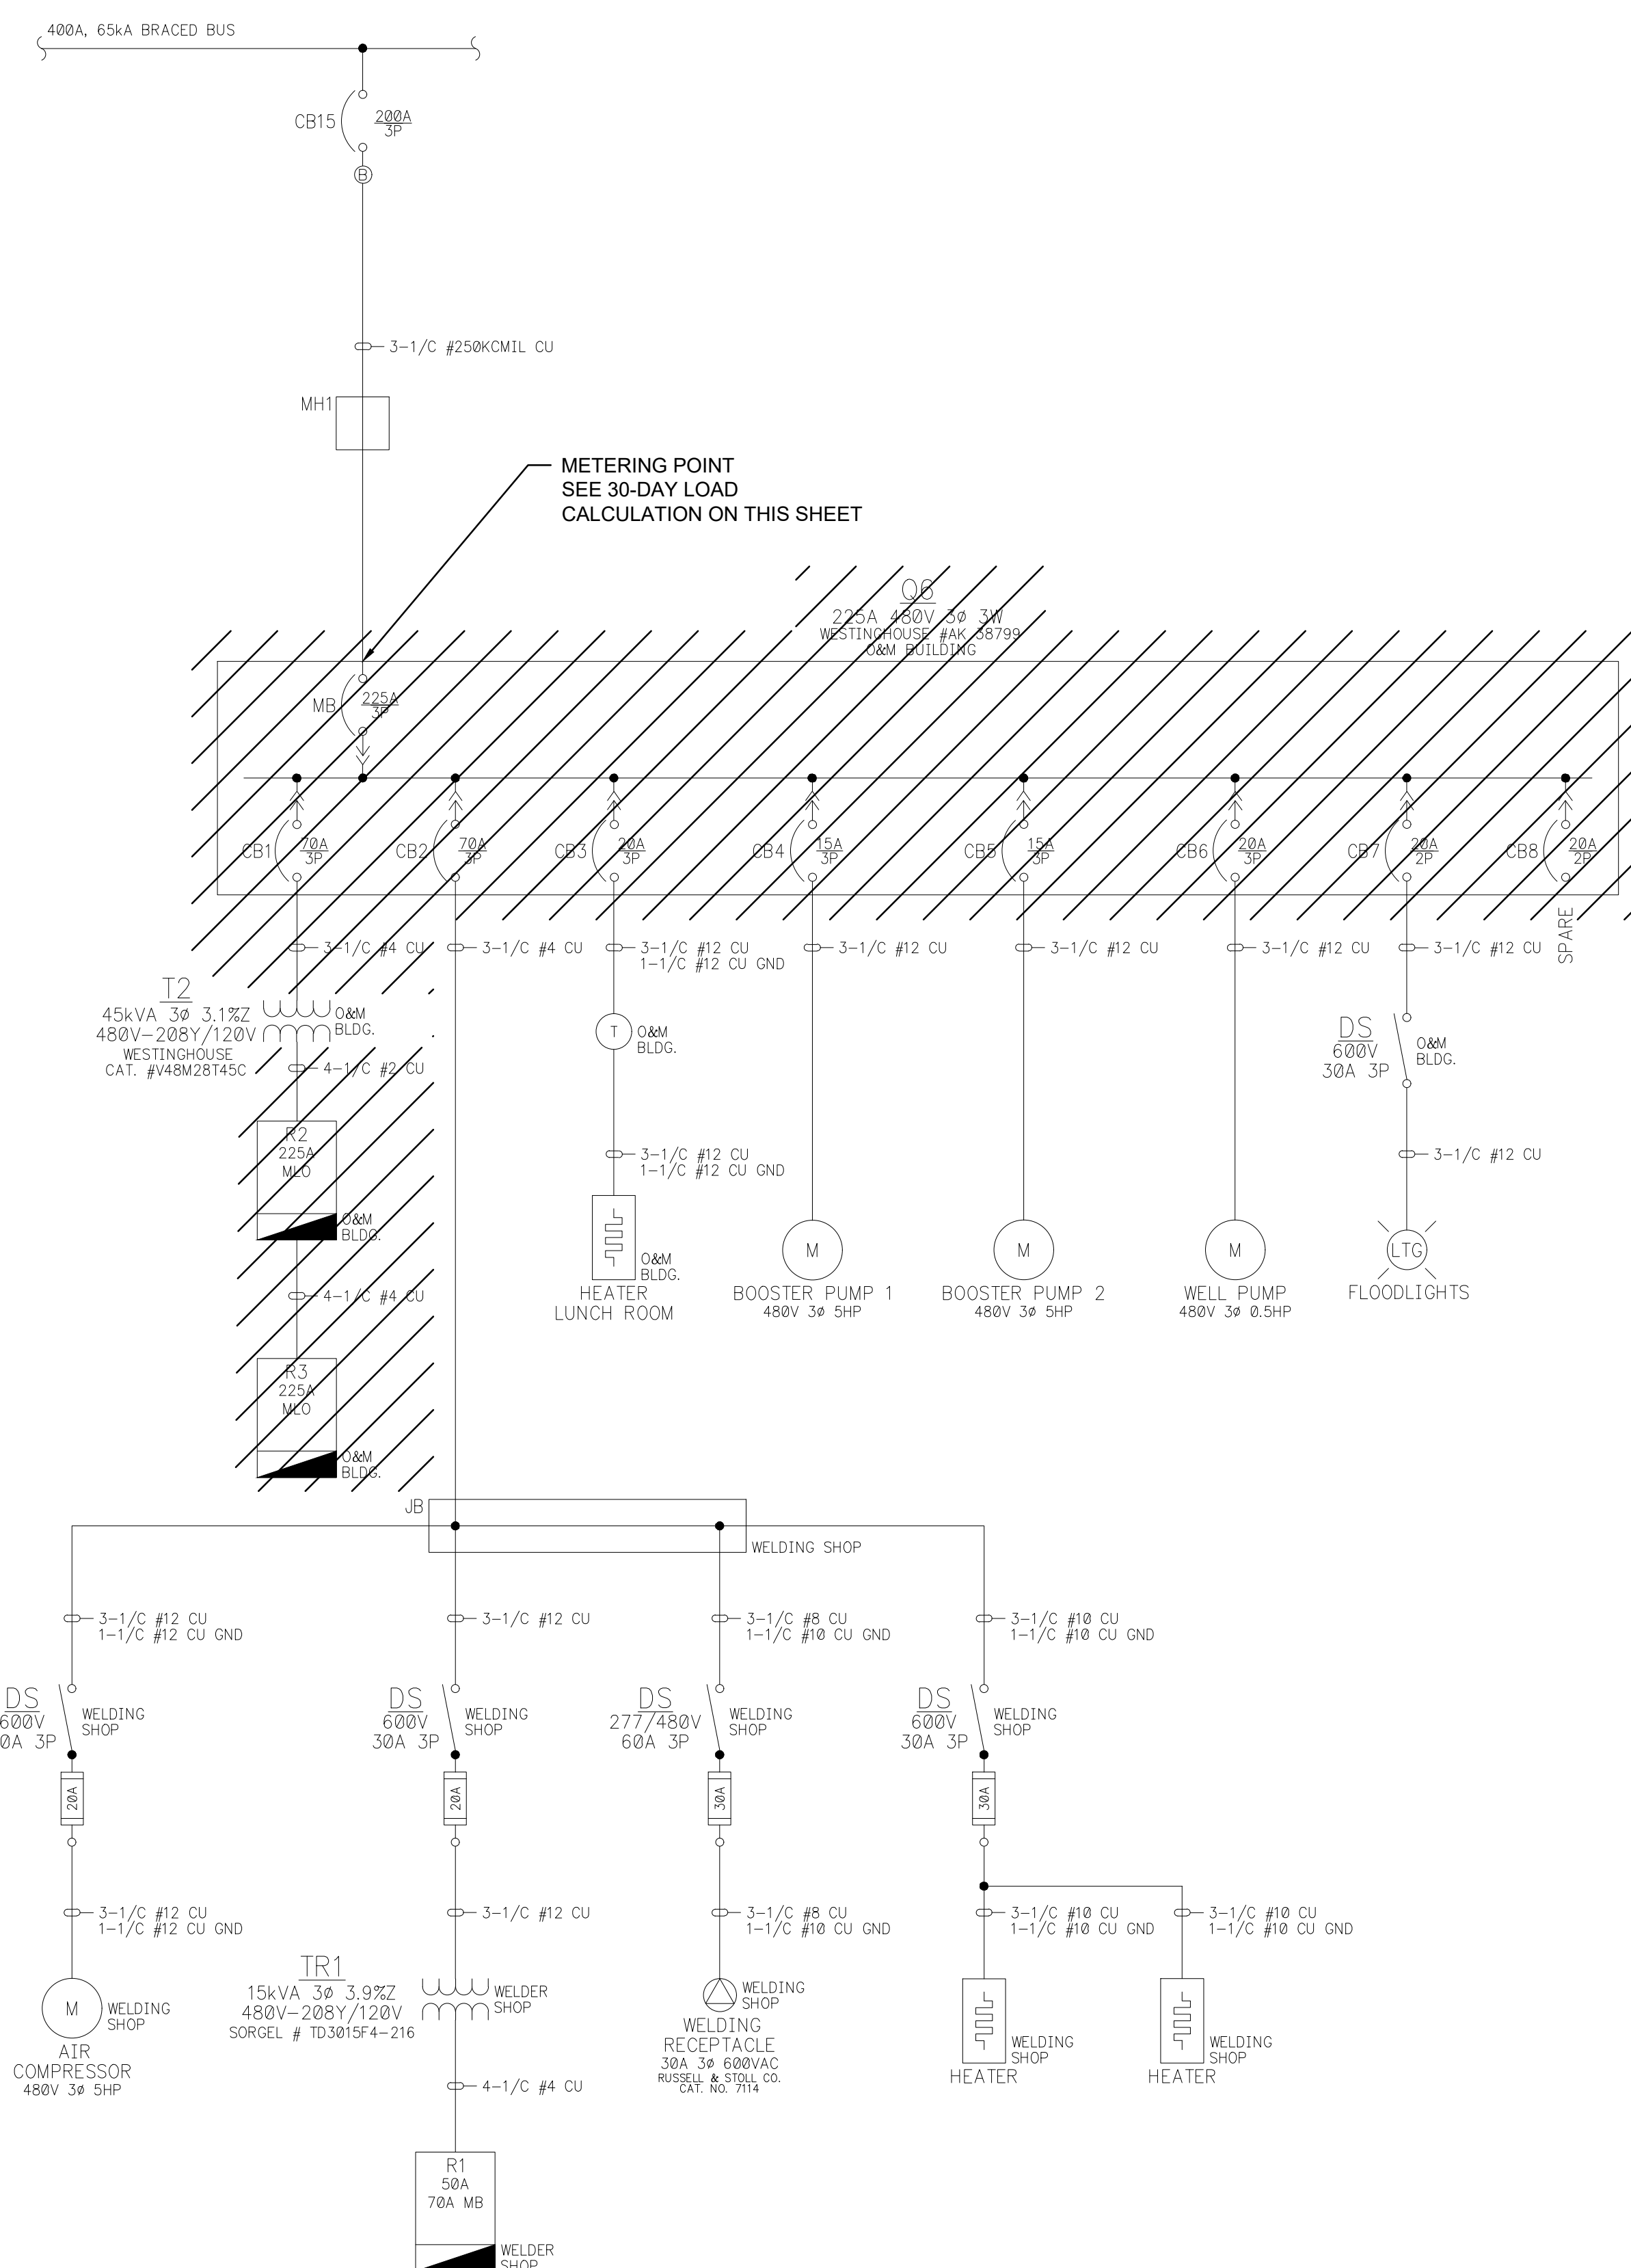 400A, 65kA BRACED BUS
CB15
200A
3P
B
3-1/C #250KCMIL CU
MH1
METERING POINT
SEE 30-DAY LOAD
CALCULATION ON THIS SHEET
Q6
225A 480V 3ø 3W
WESTINGHOUSE #AK 38799
O&M BUILDING
MB
225A
3P
CB1
70A
3P
CB2
70A
3P
CB3
20A
3P
CB4
15A
3P
CB5
15A
3P
CB6
20A
3P
CB7
20A
2P
CB8
20A
2P
3-1/C #4 CU
3-1/C #4 CU
3-1/C #12 CU
1-1/C #12 CU GND
3-1/C #12 CU
3-1/C #12 CU
3-1/C #12 CU
3-1/C #12 CU
SPARE
T2
45kVA 3ø 3.1%Z
480V-208Y/120V
WESTINGHOUSE
CAT. #V48M28T45C
O&M
BLDG.
T
O&M
BLDG.
DS
600V
30A 3P
O&M
BLDG.
4-1/C #2 CU
R2
225A
MLO
O&M
BLDG.
3-1/C #12 CU
1-1/C #12 CU GND
3-1/C #12 CU
O&M
BLDG.
HEATER
LUNCH ROOM
M
BOOSTER PUMP 1
480V 3ø 5HP
M
BOOSTER PUMP 2
480V 3ø 5HP
M
WELL PUMP
480V 3ø 0.5HP
LTG
FLOODLIGHTS
4-1/C #4 CU
R3
225A
MLO
O&M
BLDG.
JB
WELDING SHOP
3-1/C #12 CU
1-1/C #12 CU GND
3-1/C #12 CU
3-1/C #8 CU
1-1/C #10 CU GND
3-1/C #10 CU
1-1/C #10 CU GND
DS
600V
0A 3P
WELDING
SHOP
DS
600V
30A 3P
WELDING
SHOP
DS
277/480V
60A 3P
WELDING
SHOP
DS
600V
30A 3P
WELDING
SHOP
20A
20A
30A
30A
3-1/C #12 CU
1-1/C #12 CU GND
3-1/C #12 CU
3-1/C #8 CU
1-1/C #10 CU GND
3-1/C #10 CU
1-1/C #10 CU GND
3-1/C #10 CU
1-1/C #10 CU GND
M
WELDING
SHOP
AIR
COMPRESSOR
480V 3ø 5HP
TR1
15kVA 3ø 3.9%Z
480V-208Y/120V
SORGEL # TD3015F4-216
WELDER
SHOP
WELDING
SHOP
WELDING
RECEPTACLE
30A 3ø 600VAC
RUSSELL & STOLL CO.
CAT. NO. 7114
WELDING
SHOP
HEATER
WELDING
SHOP
HEATER
4-1/C #4 CU
R1
50A
70A MB
WELDER
SHOP